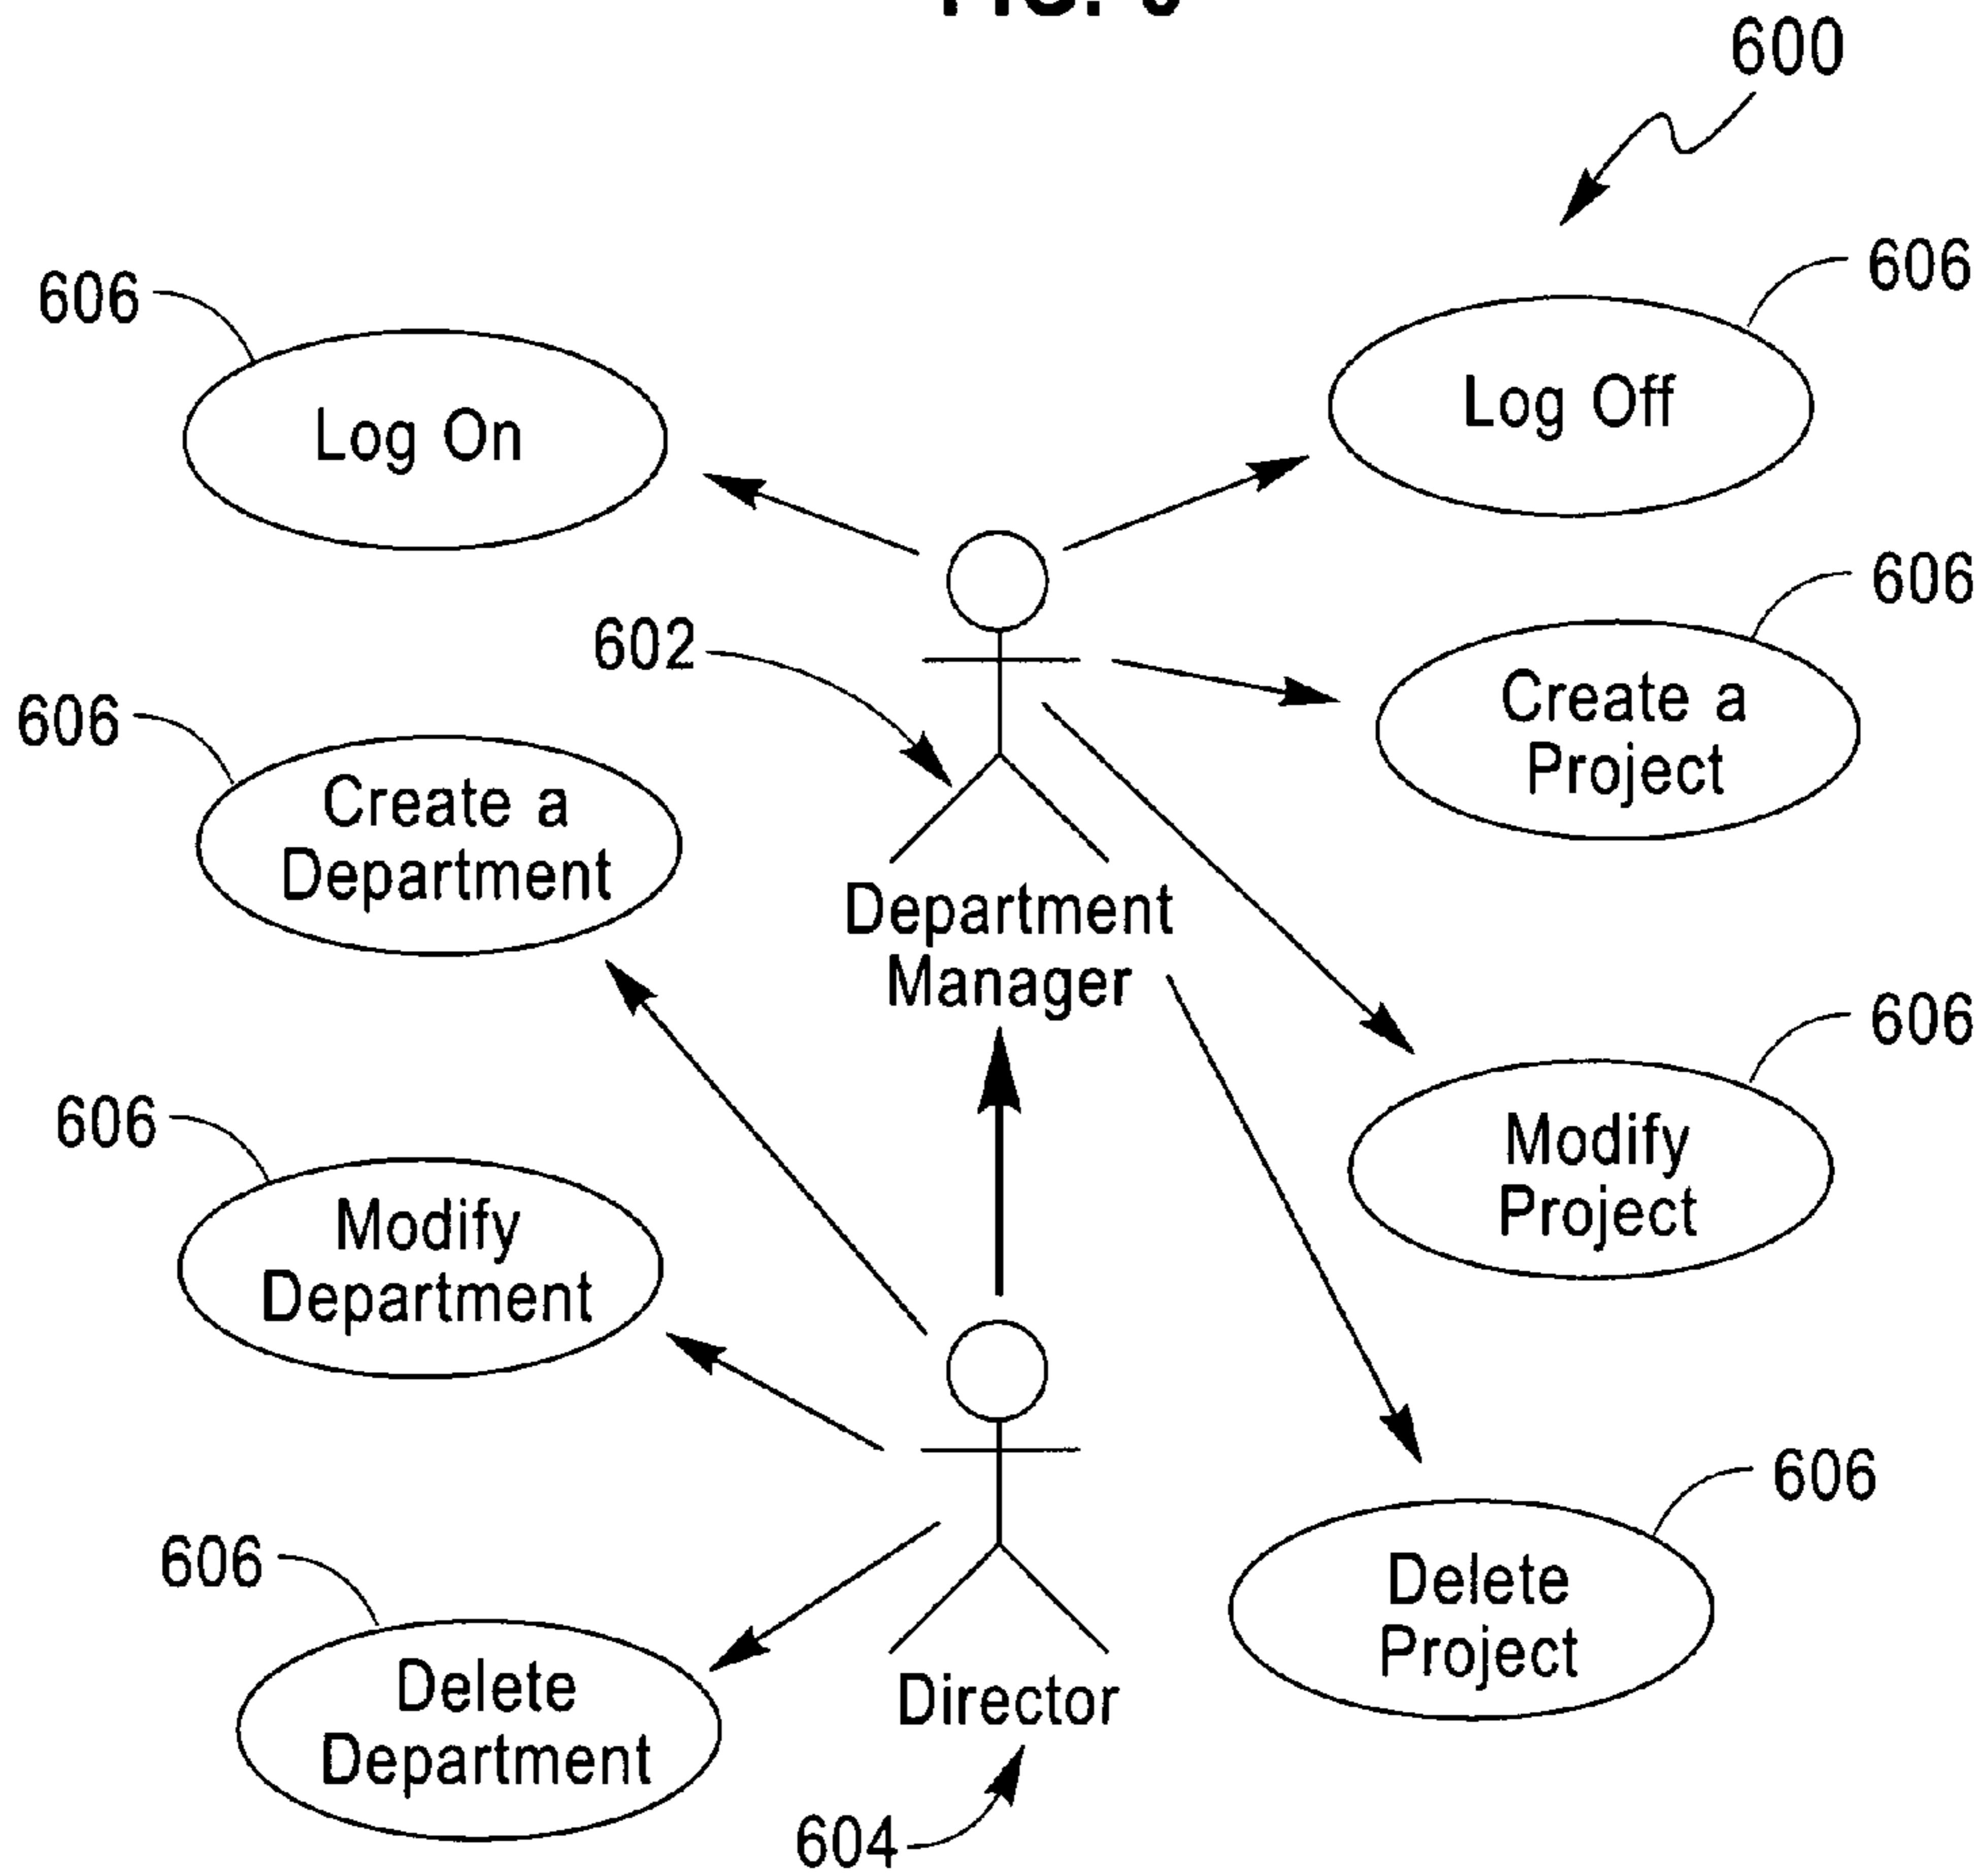 600
606
606
Log On
Log Off
606
602
Create a
Project
606
Create a
Department
Department
Manager
606
606
Modify
Project
Modify
Department
606
606
Delete
Project
Delete
Department
Director
604